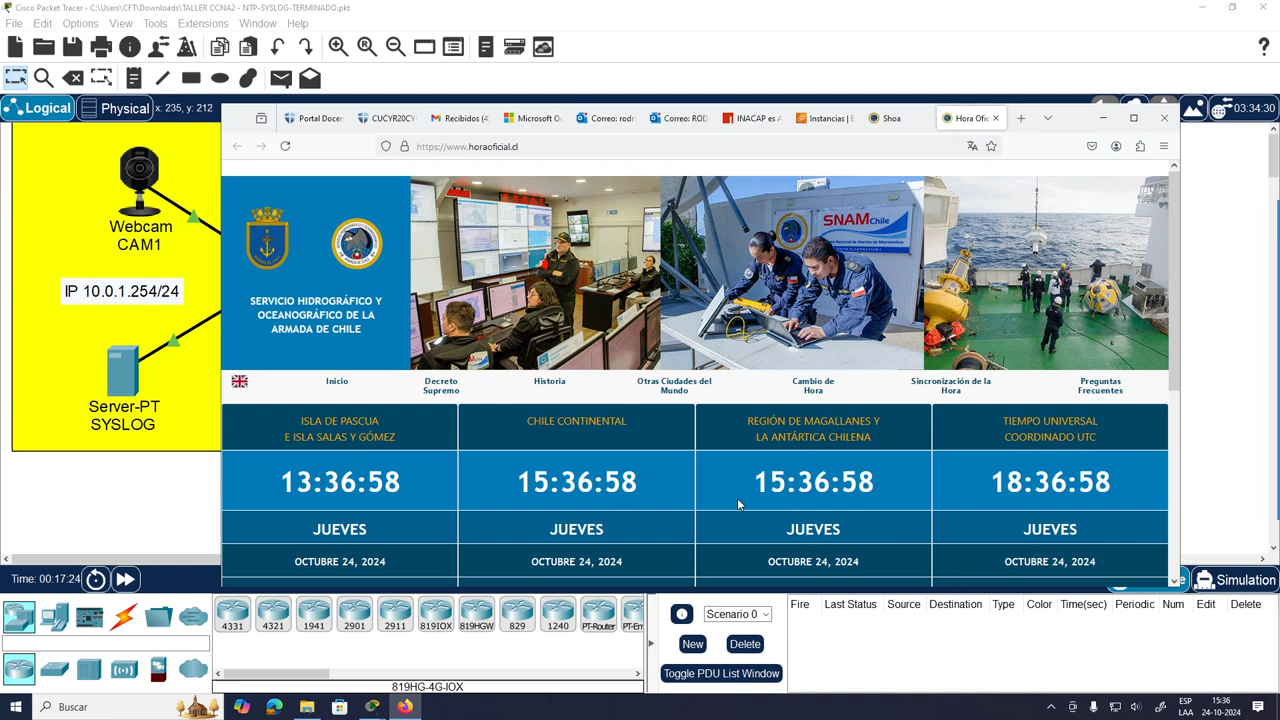 Cisco Packet Tracer - C:\Users\CFT\Downloads\TALLER CCNA2 - NTP-SYSLOG-TERMINADO.pkt
File Edit Options View Tools Extensions Window Help
Logical Physical x: 235, y: 212
03:34:30
Portal Docen
CUCYR20CY
Recibidos (4
Microsoft O
Correo: rodr
Correo: ROD
INACAP es A
Instancias | E
Shoa
Hora Ofic
https://www.horaoficial.cl
Webcam
CAM1
IP 10.0.1.254/24
Server-PT
SYSLOG
SERVICIO HIDROGRÁFICO Y
OCEANOGRÁFICO DE LA
ARMADA DE CHILE
SNAM Chile
Inicio
Decreto
Supremo
Historia
Otras Ciudades del
Mundo
Cambio de
Hora
Sincronización de la
Hora
Preguntas
Frecuentes
ISLA DE PASCUA
E ISLA SALAS Y GÓMEZ
CHILE CONTINENTAL
REGIÓN DE MAGALLANES Y
LA ANTÁRTICA CHILENA
TIEMPO UNIVERSAL
COORDINADO UTC
13:36:58 15:36:58 15:36:58 18:36:58
JUEVES JUEVES JUEVES JUEVES
OCTUBRE 24, 2024 OCTUBRE 24, 2024 OCTUBRE 24, 2024 OCTUBRE 24, 2024
Time: 00:17:24
Simulation
4331 4321 1941 2901 2911 819IOX 819HGW 829 1240 PT-Router PT-Em
819HG-4G-IOX
Scenario 0
New Delete
Toggle PDU List Window
Fire Last Status Source Destination Type Color Time(sec) Periodic Num Edit Delete
Buscar
ESP
LAA
15:36
24-10-2024